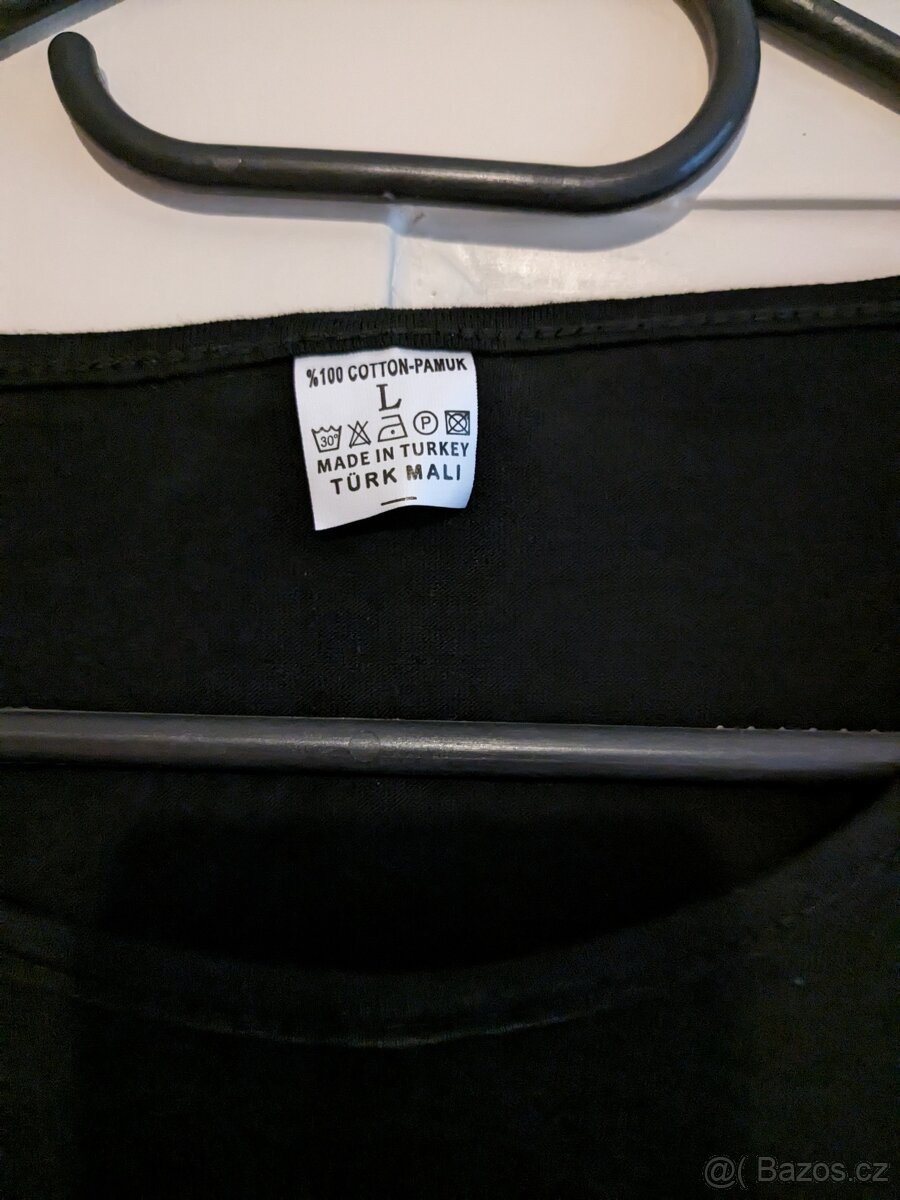 %100 COTTON-PAMUK
L
30° P
MADE IN TURKEY
TÜRK MALI
@( Bazos.cz